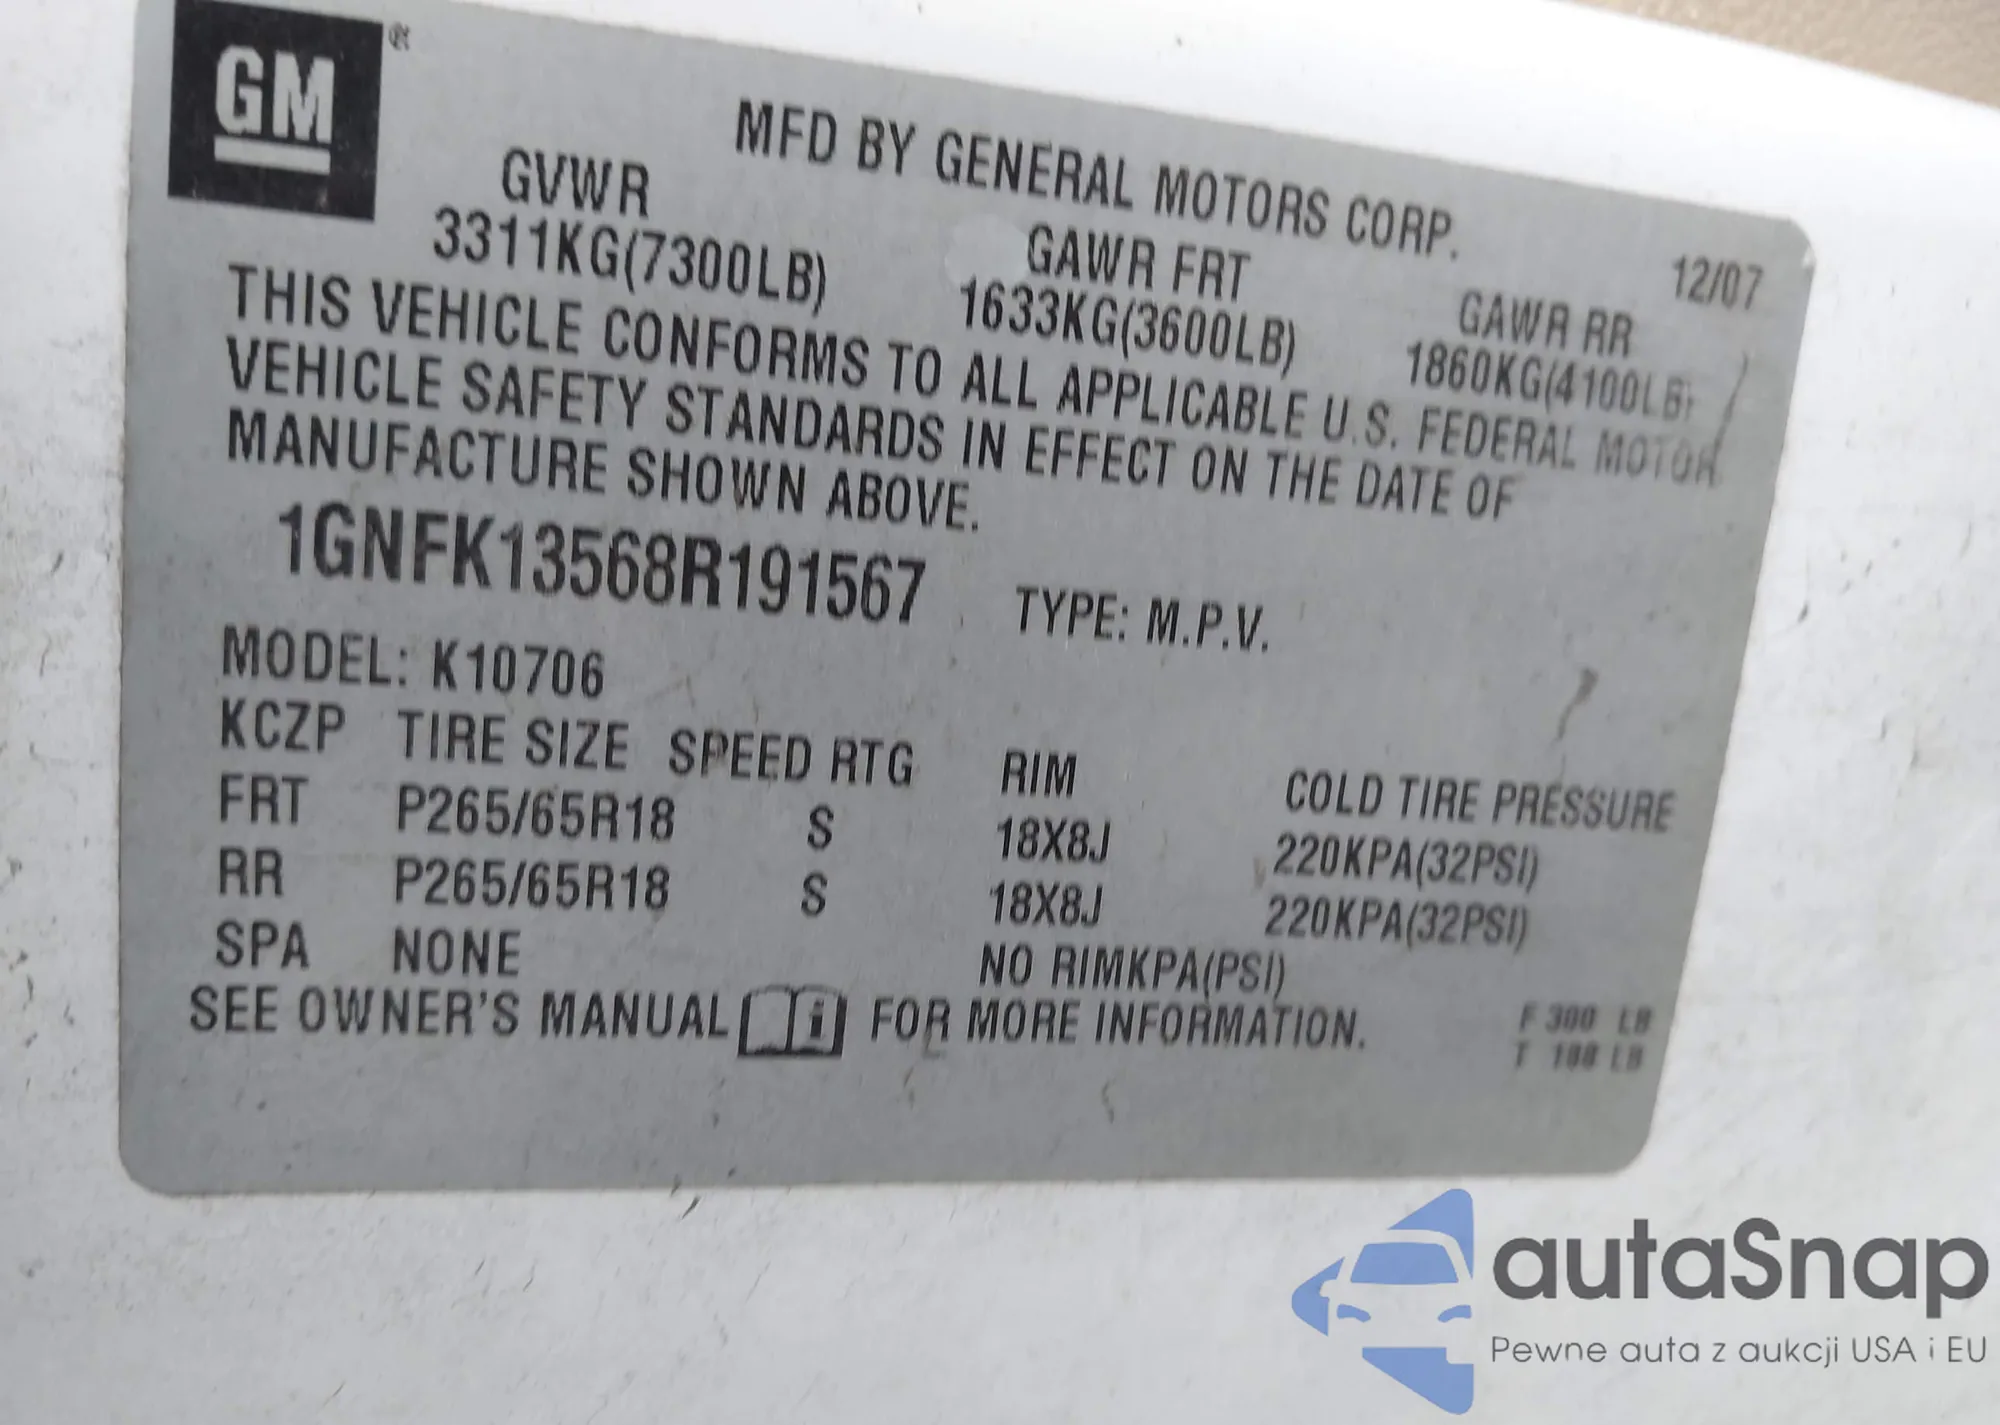 GM ®
MFD BY GENERAL MOTORS CORP.
12/07
GVWR GAWR FRT GAWR RR
3311KG(7300LB) 1633KG(3600LB) 1860KG(4100LB)
THIS VEHICLE CONFORMS TO ALL APPLICABLE U.S. FEDERAL MOTOR
VEHICLE SAFETY STANDARDS IN EFFECT ON THE DATE OF
MANUFACTURE SHOWN ABOVE.
1GNFK13568R191567 TYPE: M.P.V.
MODEL: K10706
KCZP TIRE SIZE SPEED RTG RIM COLD TIRE PRESSURE
FRT P265/65R18 S 18X8J 220KPA(32PSI)
RR P265/65R18 S 18X8J 220KPA(32PSI)
SPA NONE NO RIMKPA(PSI)
SEE OWNER'S MANUAL i FOR MORE INFORMATION.
F 300 LB
T 100 LB
autaSnap
Pewne auta z aukcji USA i EU